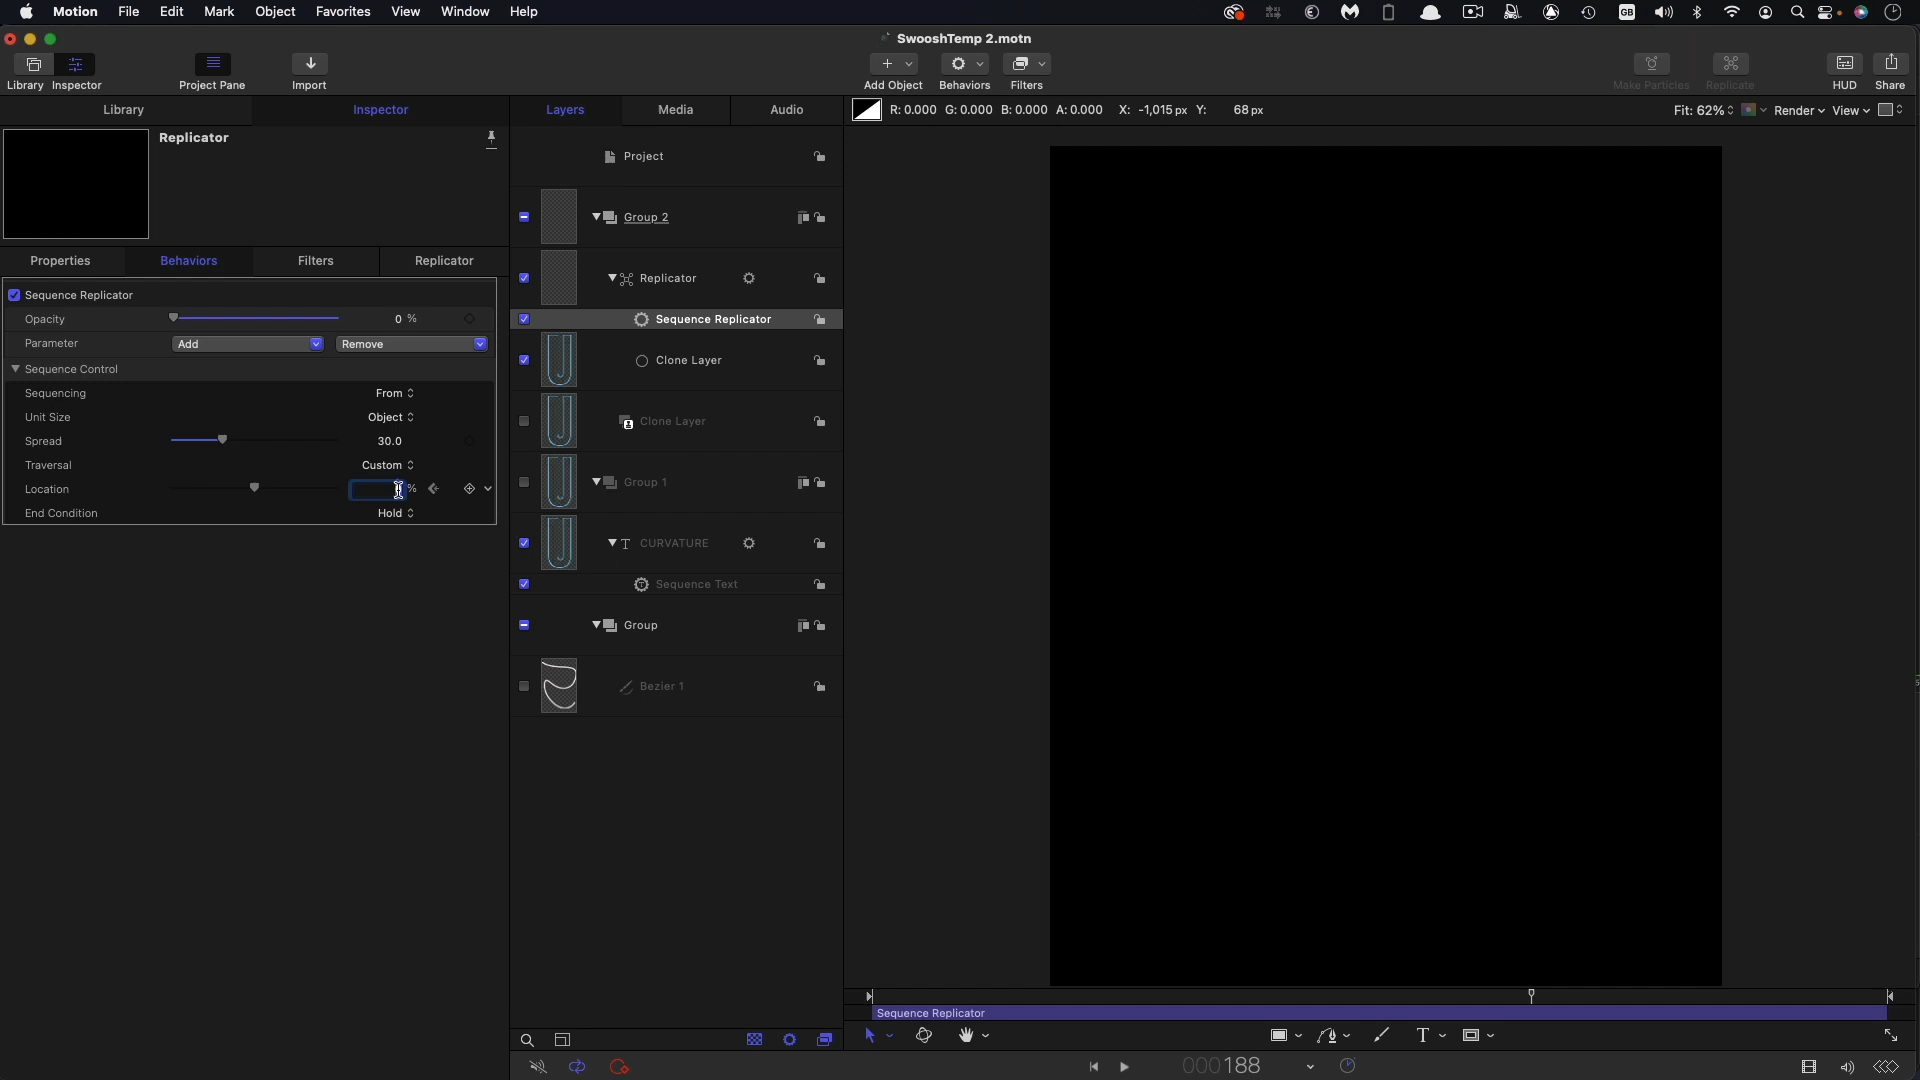 Motion File Edit Mark Object Favorites View Window Help
GB
SwooshTemp 2.motn
Library Inspector Project Pane Import Add Object Behaviors Filters Make Particles Replicate HUD Share
Library Inspector Layers Media Audio R: 0.000 G: 0.000 B: 0.000 A: 0.000 X: -1,015 px Y: 68 px Fit: 62% Render View
Replicator
Properties Behaviors Filters Replicator
Sequence Replicator
Opacity 0 %
Parameter Add Remove
Sequence Control
Sequencing From
Unit Size Object
Spread 30.0
Traversal Custom
Location %
End Condition Hold
Project
Group 2
Replicator
Sequence Replicator
Clone Layer
Clone Layer
Group 1
T CURVATURE
Sequence Text
Group
Bezier 1
Sequence Replicator
T
000188